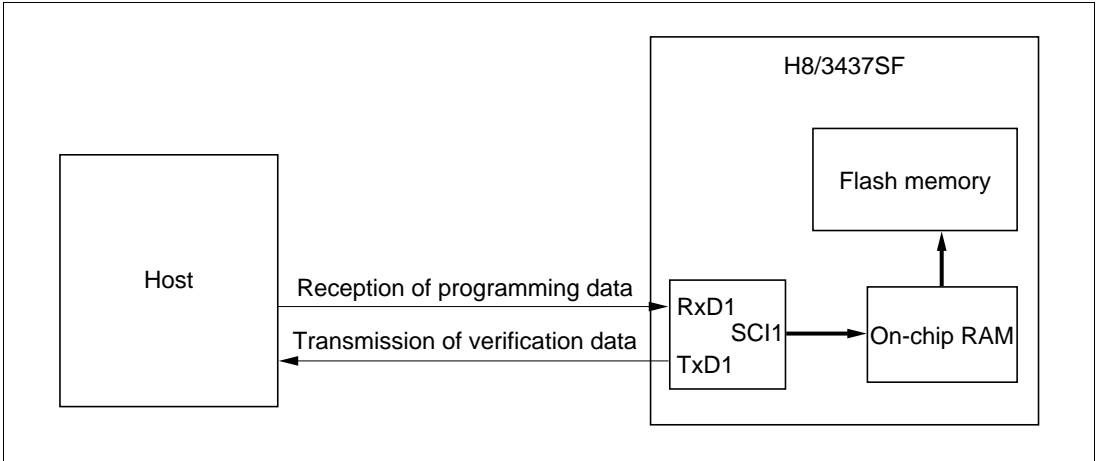 H8/3437SF
Flash memory
Host
Reception of programming data
RxD1
SCI1
On-chip RAM
Transmission of verification data
TxD1